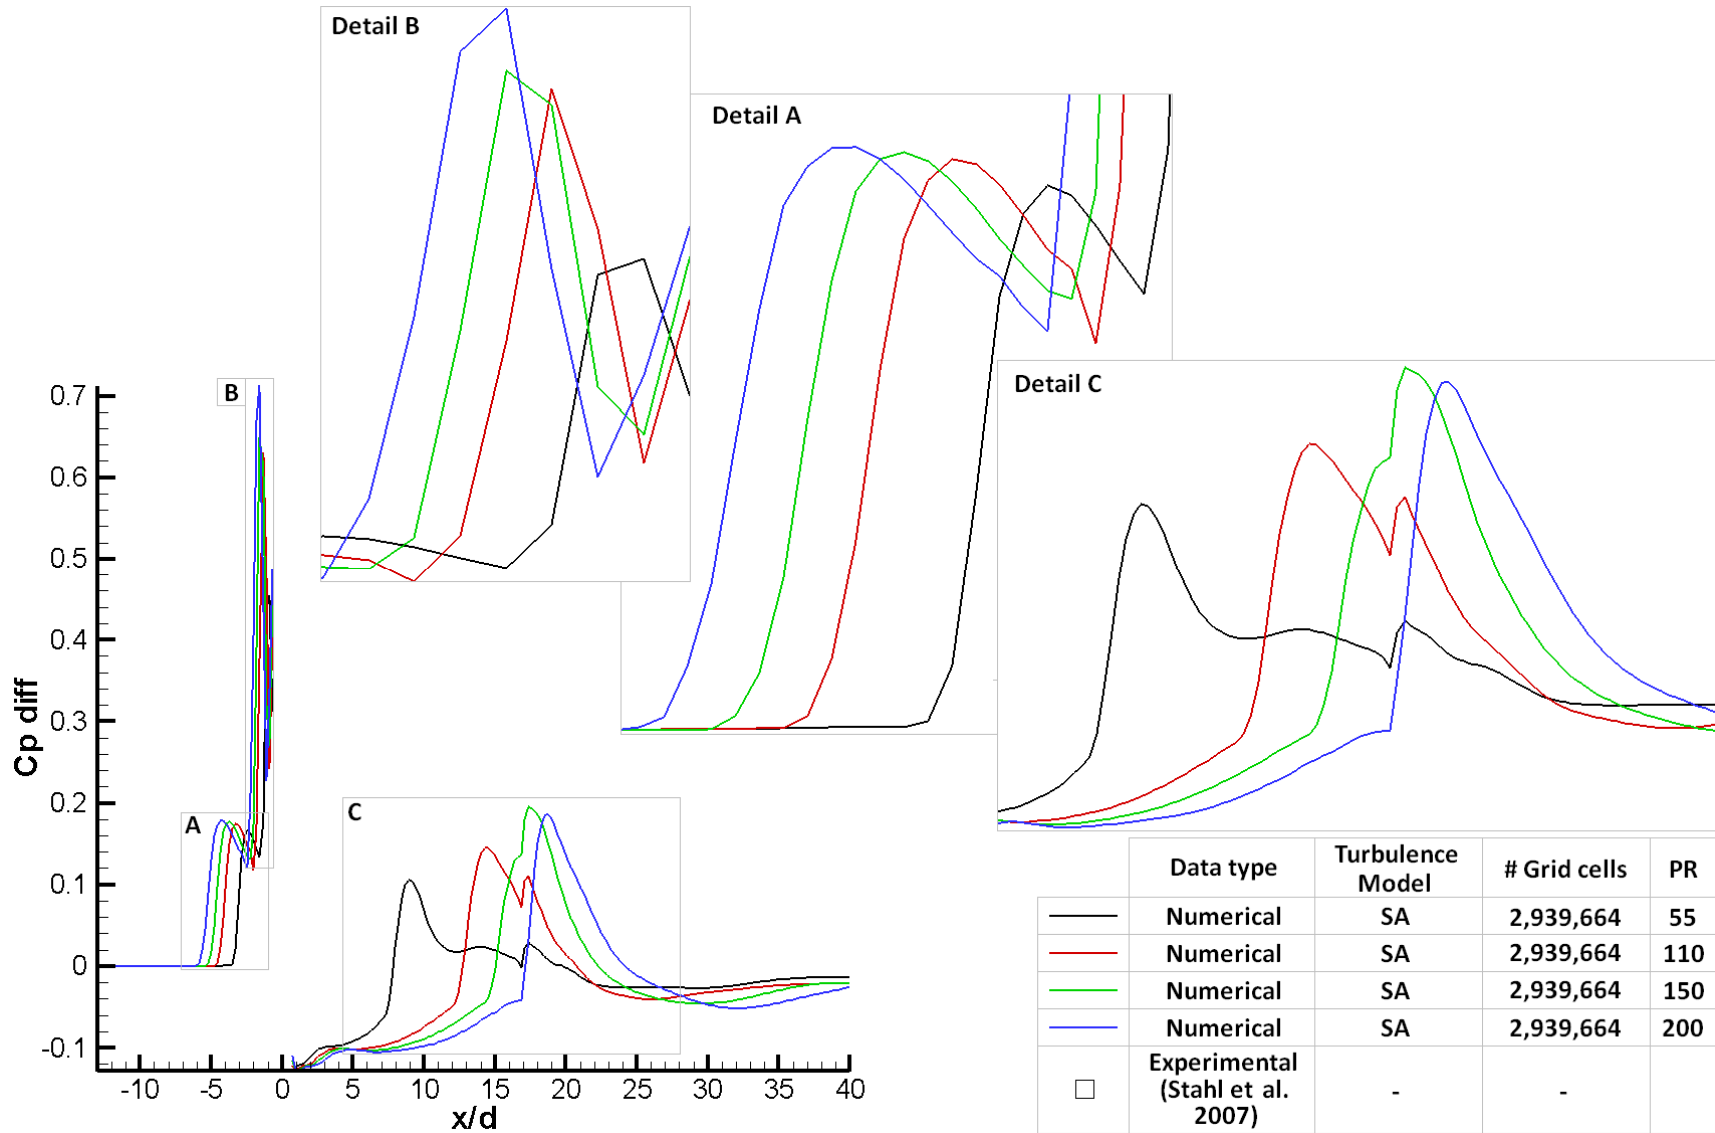 Detail B
Detail A
Detail C
0.7
0.6
0.5
0.4
0.3
0.2
0.1
0
-0.1
Cp diff
B
A
C
-10 -5 0 5 10 15 20 25 30 35 40
x/d
Data type Turbulence Model # Grid cells PR
Numerical SA 2,939,664 55
Numerical SA 2,939,664 110
Numerical SA 2,939,664 150
Numerical SA 2,939,664 200
Experimental
(Stahl et al. - -
2007)